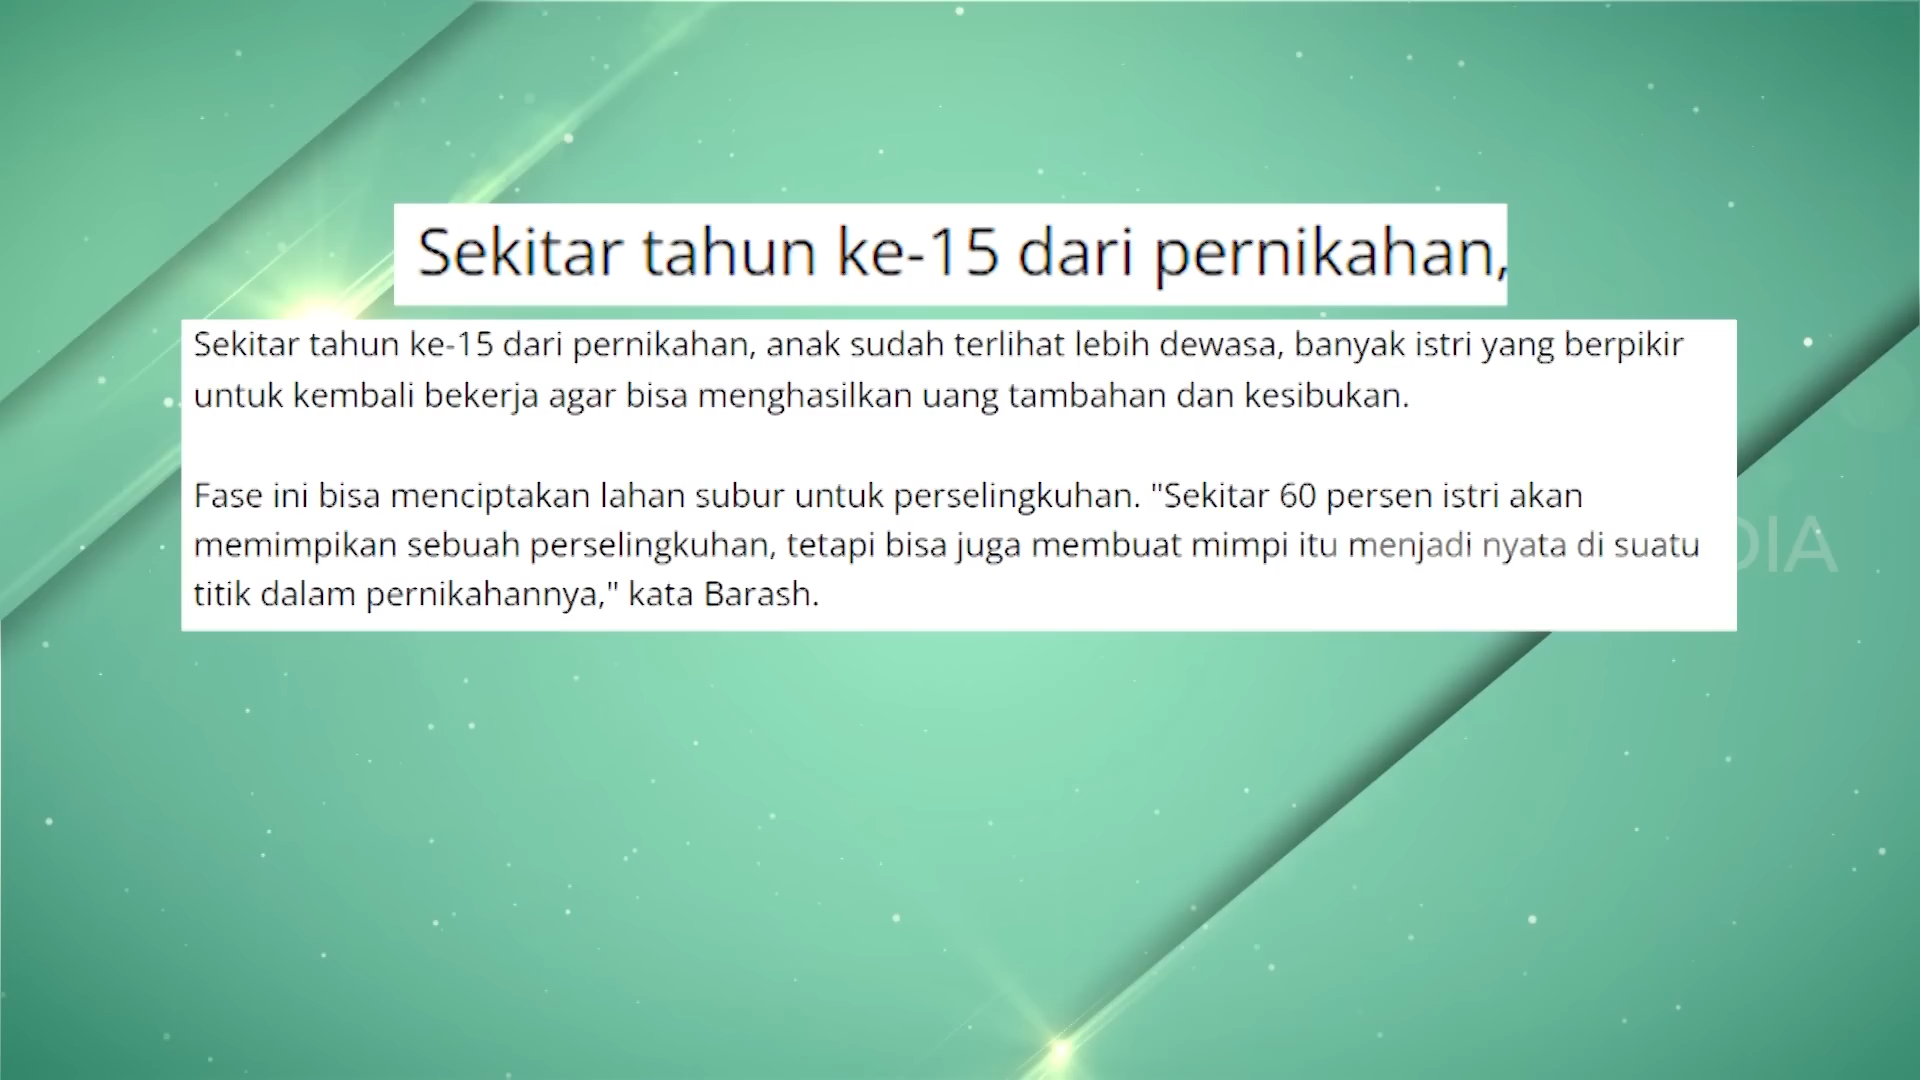 Sekitar tahun ke-15 dari pernikahan,
Sekitar tahun ke-15 dari pernikahan, anak sudah terlihat lebih dewasa, banyak istri yang berpikir
untuk kembali bekerja agar bisa menghasilkan uang tambahan dan kesibukan.
Fase ini bisa menciptakan lahan subur untuk perselingkuhan. "Sekitar 60 persen istri akan
memimpikan sebuah perselingkuhan, tetapi bisa juga membuat mimpi itu menjadi nyata di suatu
titik dalam pernikahannya," kata Barash.